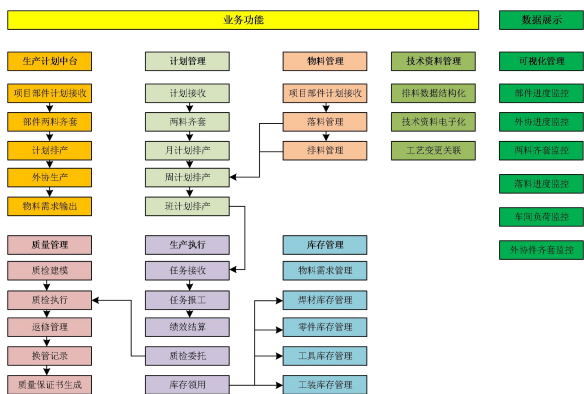 业务功能
数据展示
生产计划中台
计划管理
物料管理
技术资料管理
可视化管理
项目部件计划接收
计划接收
项目部件计划接收
排料数据结构化
部件进度监控
部件两料齐套
两料齐套
落料管理
技术资料电子化
外协进度监控
计划排产
月计划排产
排料管理
工艺变更关联
两料齐套监控
外协生产
周计划排产
落料进度监控
物料需求输出
班计划排产
车间负荷监控
质量管理
生产执行
库存管理
外协件齐套监控
质检建模
任务接收
物料需求管理
质检执行
任务报工
焊材库存管理
返修管理
绩效结算
零件库存管理
换管记录
质检委托
工具库存管理
质量保证书生成
库存领用
工装库存管理